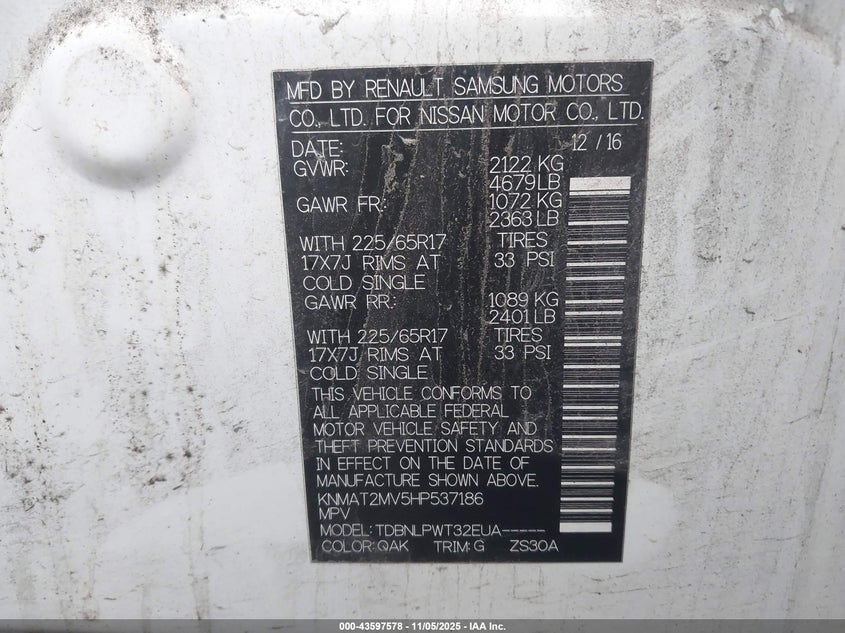 MFD BY RENAULT SAMSUNG MOTORS
CO., LTD. FOR NISSAN MOTOR CO., LTD.
DATE: 12 / 16
GVWR: 2122 KG
4679 LB
GAWR FR: 1072 KG
2363 LB
WITH 225/65R17 TIRES
17X7J RIMS AT 33 PSI
COLD SINGLE
GAWR RR: 1089 KG
2401 LB
WITH 225/65R17 TIRES
17X7J RIMS AT 33 PSI
COLD SINGLE
THIS VEHICLE CONFORMS TO
ALL APPLICABLE FEDERAL
MOTOR VEHICLE SAFETY AND
THEFT PREVENTION STANDARDS
IN EFFECT ON THE DATE OF
MANUFACTURE SHOWN ABOVE.
KNMAT2MV5HP537186
MPV
MODEL: TDBNLPWT32EUA-----
COLOR: QAK TRIM: G ZS30A
000-43597578 - 11/05/2025 - IAA Inc.